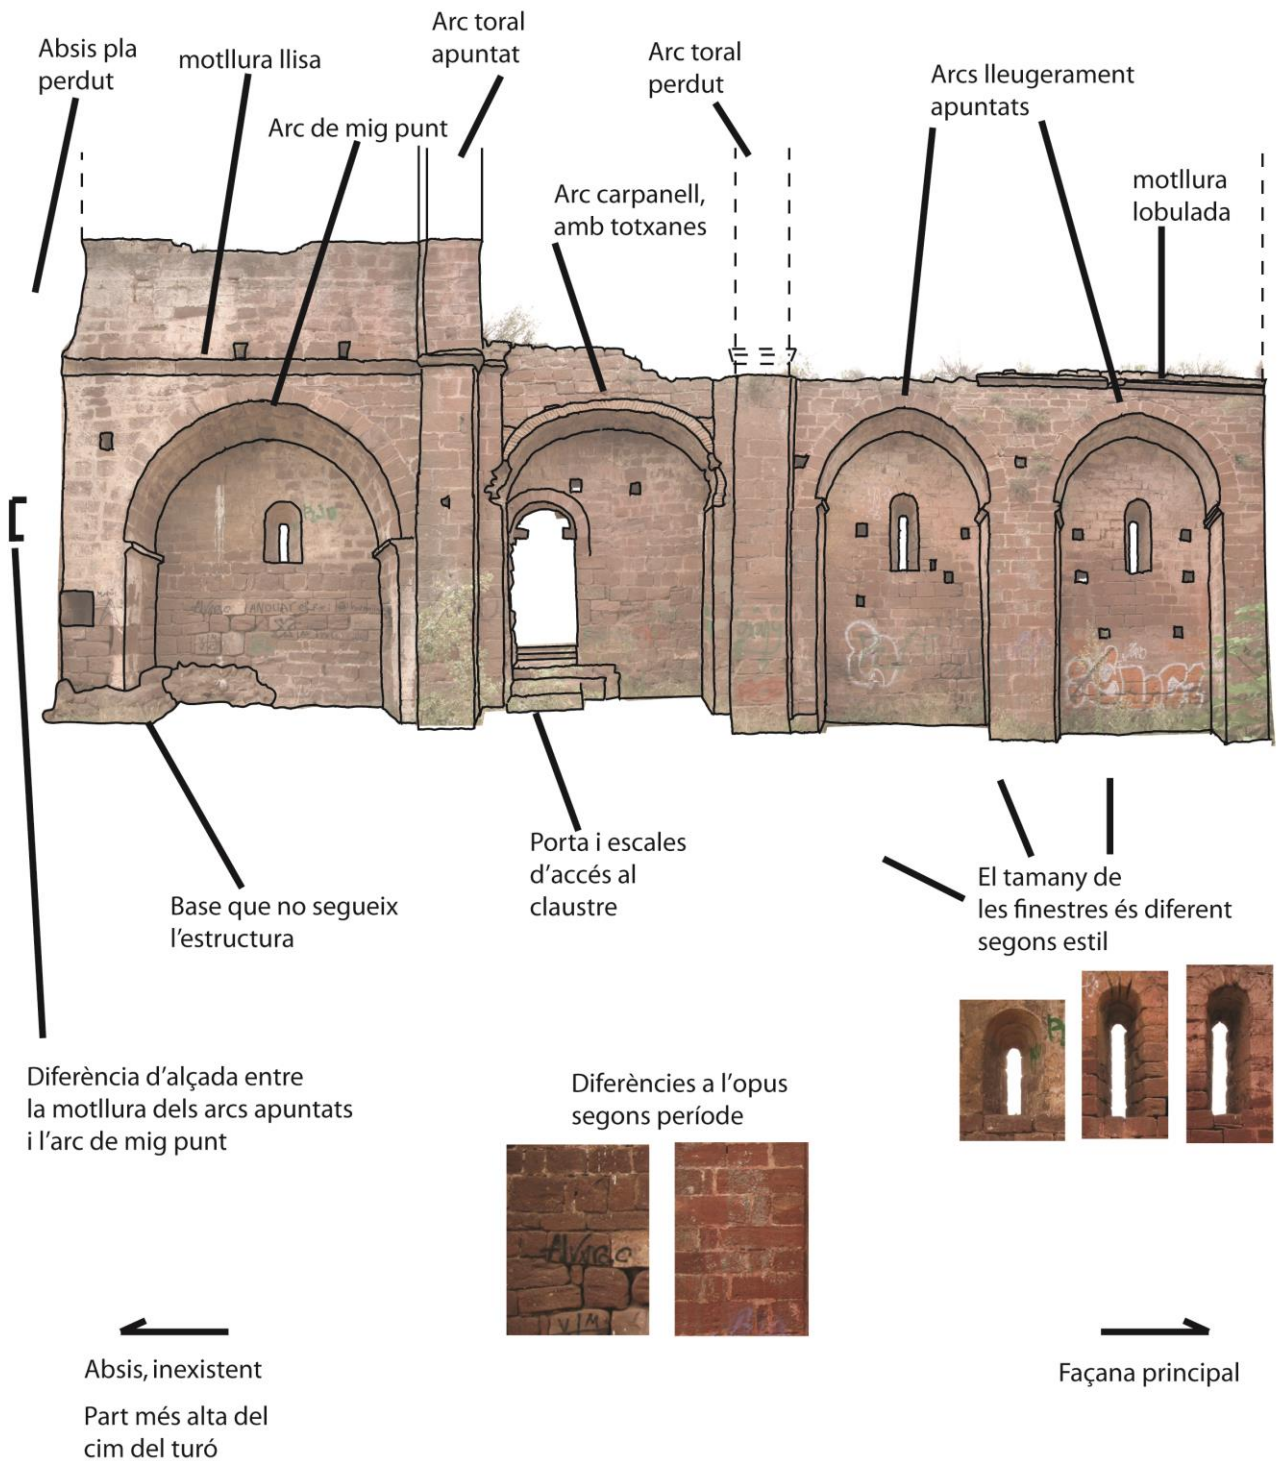 Absis pla
perdut
motllura llisa
Arc de mig punt
Arc toral
apuntat
Arc toral
perdut
Arc carpanell,
amb totxanes
Arcs lleugerament
apuntats
motllura
lobulada
Porta i escales
d'accés al
claustre
Base que no segueix
l'estructura
El tamany de
les finestres és diferent
segons estil
Diferència d'alçada entre
la motllura dels arcs apuntats
i l'arc de mig punt
Diferències a l'opus
segons període
VIM
Absis, inexistent
Part més alta del
cim del turó
Façana principal